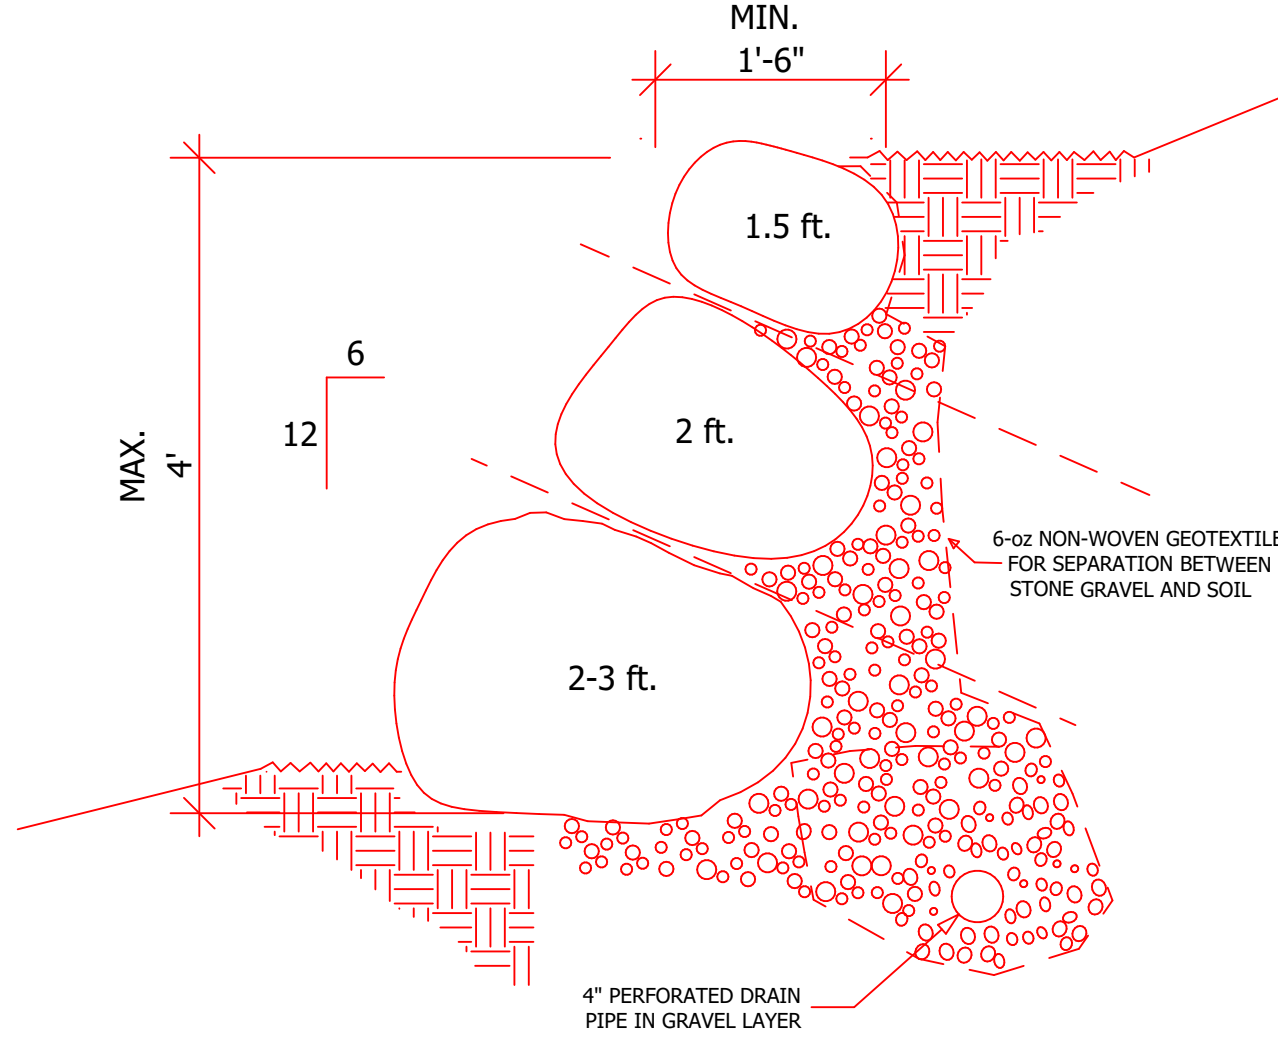 MIN.
1'-6"
1.5 ft.
6
12
MAX.
4'
2 ft.
6-oz NON-WOVEN GEOTEXTILE
FOR SEPARATION BETWEEN
STONE GRAVEL AND SOIL
2-3 ft.
4" PERFORATED DRAIN
PIPE IN GRAVEL LAYER